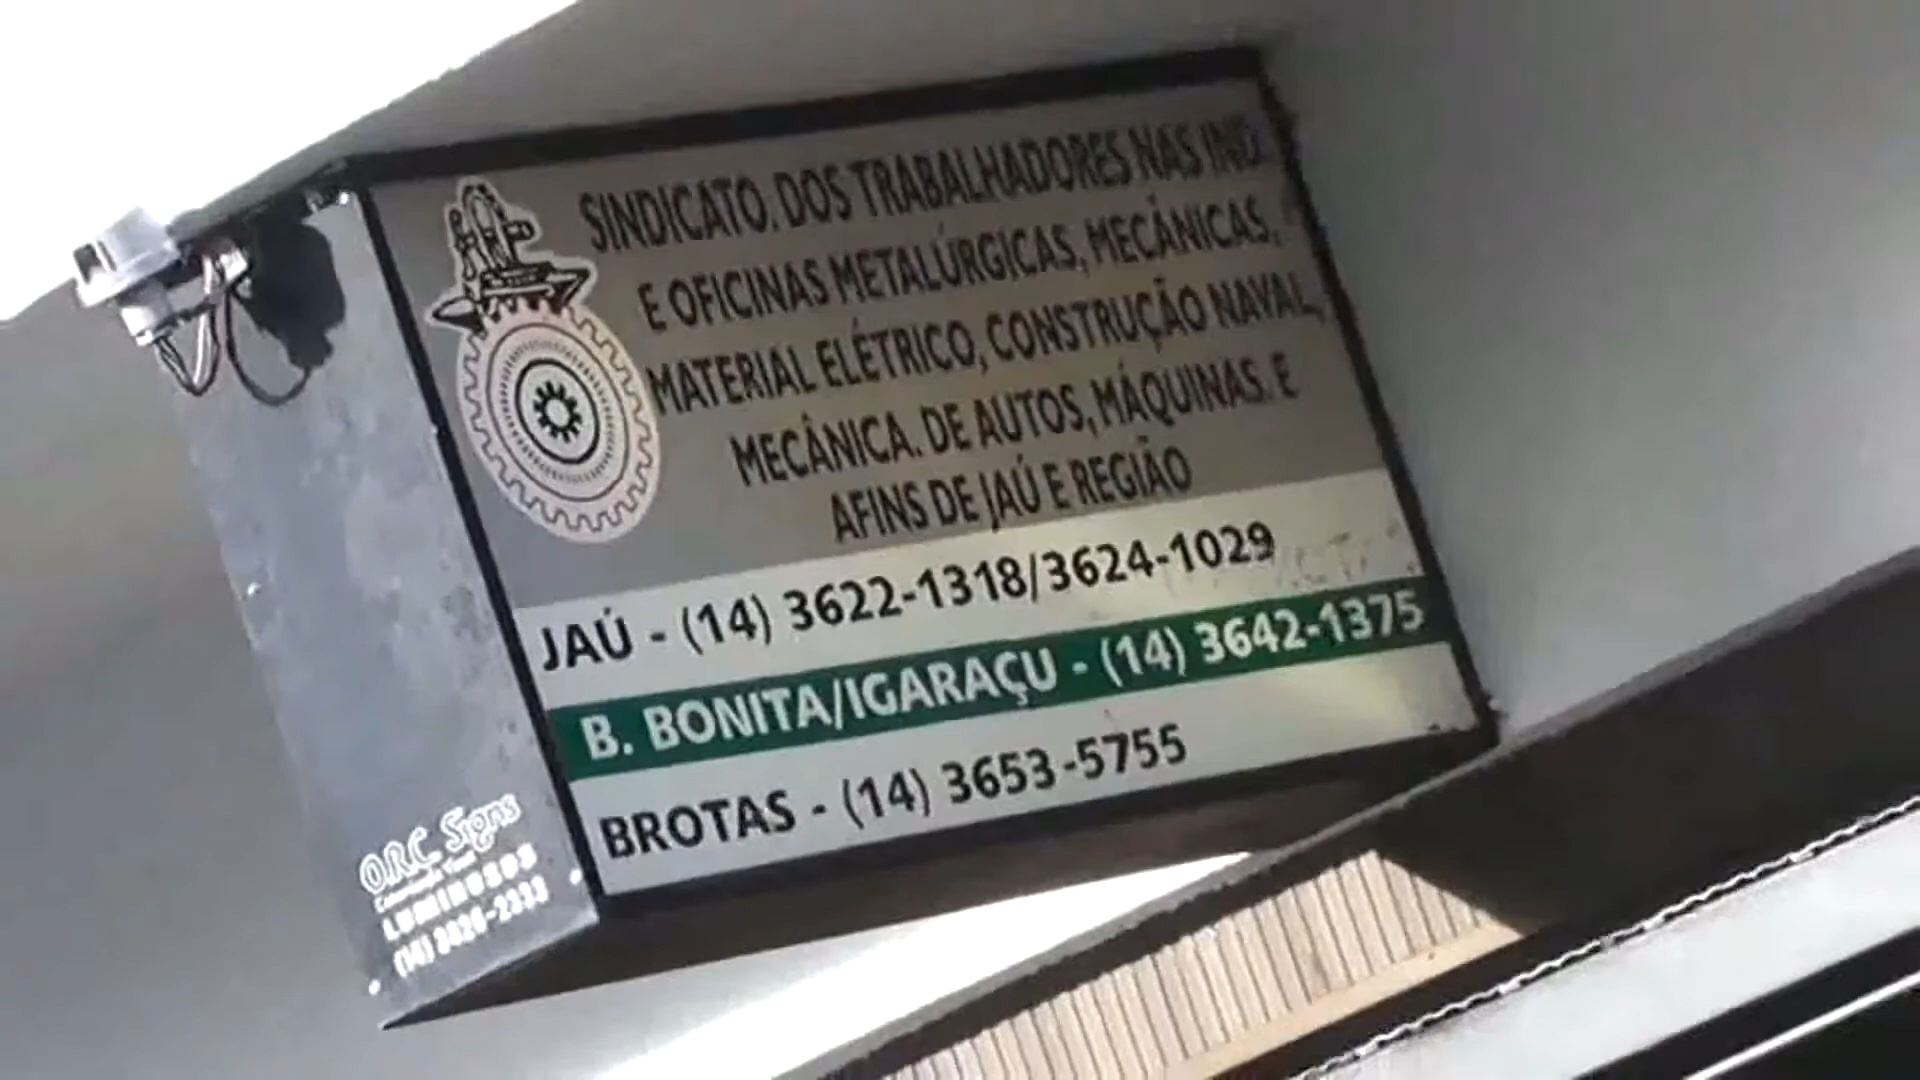 SINDICATO. DOS TRABALHADORES NAS IND.
E OFICINAS METALÚRGICAS, MECÂNICAS,
MATERIAL ELÉTRICO, CONSTRUÇÃO NAVAL,
MECÂNICA. DE AUTOS, MÁQUINAS. E
AFINS DE JAÚ E REGIÃO
JAÚ - (14) 3622-1318/3624-1029
B. BONITA/IGARAÇU - (14) 3642-1375
BROTAS - (14) 3653-5755
O.R.C. Signs
LUMINOSOS